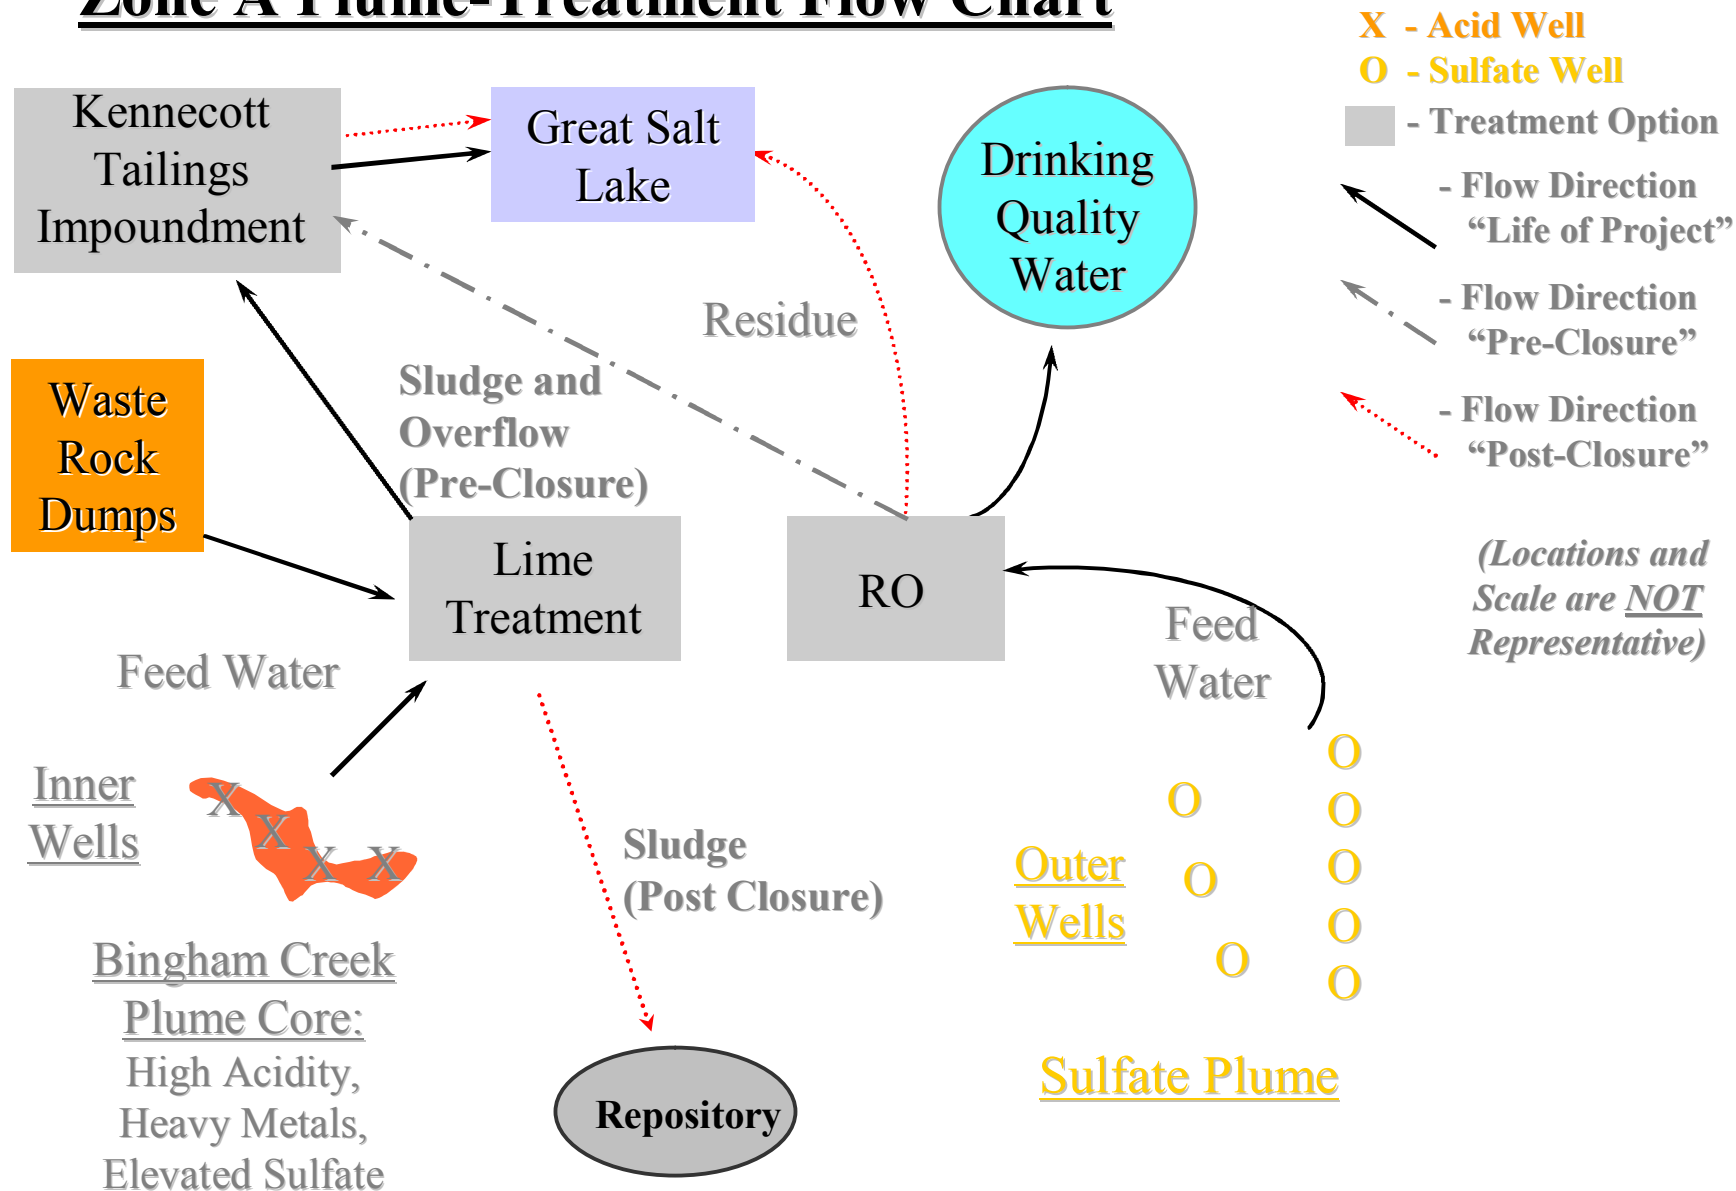 Zone A Plume-Treatment Flow Chart
X - Acid Well
O - Sulfate Well
- Treatment Option
- Flow Direction
“Life of Project”
- Flow Direction
“Pre-Closure”
- Flow Direction
“Post-Closure”
(Locations and
Scale are NOT
Representative)
Kennecott
Tailings
Impoundment
Great Salt
Lake
Drinking
Quality
Water
Residue
Waste
Rock
Dumps
Sludge and
Overflow
(Pre-Closure)
Lime
Treatment
RO
Feed Water
Feed
Water
Inner
Wells
X
X
X
X
Bingham Creek
Plume Core:
High Acidity,
Heavy Metals,
Elevated Sulfate
Sludge
(Post Closure)
Repository
Outer
Wells
O
O
O
O
O
O
O
O
Sulfate Plume